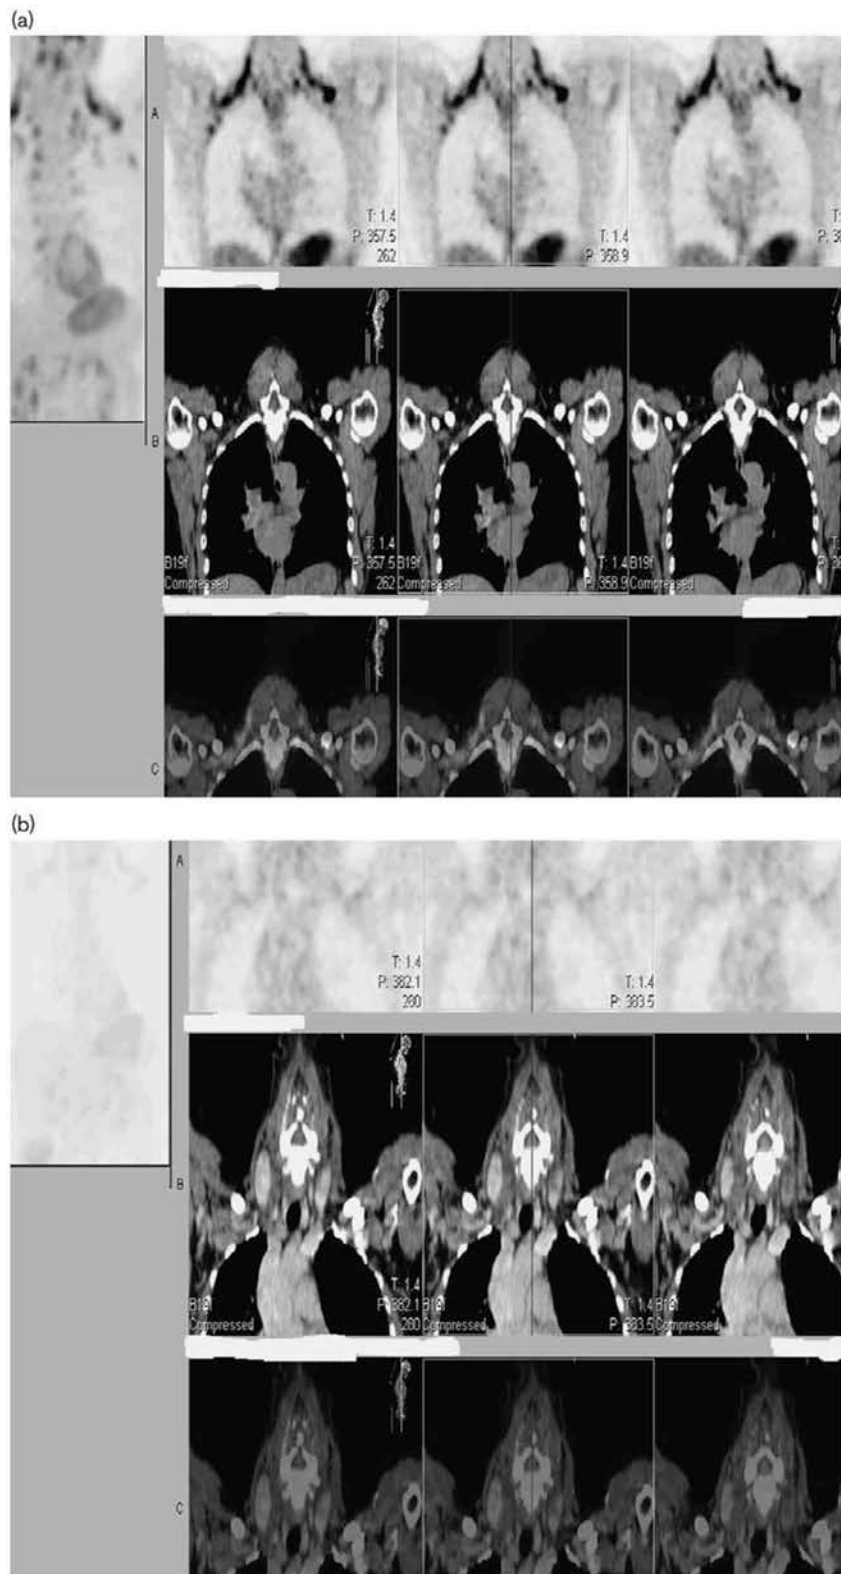 (a)
A
T: 1.4
P: 357.5
262
T: 1.4
P: 358.9
T:
P: 3
B
B19f
Compressed
T: 1.4
P: 357.5
262
B19f
Compressed
T: 1.4
P: 358.9
B19f
Compressed
T:
C
(b)
A
T: 1.4
P: 382.1
280
T: 1.4
P: 383.5
B
Compressed
T: 1.4
P: 382.1
280
Compressed
T: 1.4
P: 383.5
Compressed
C